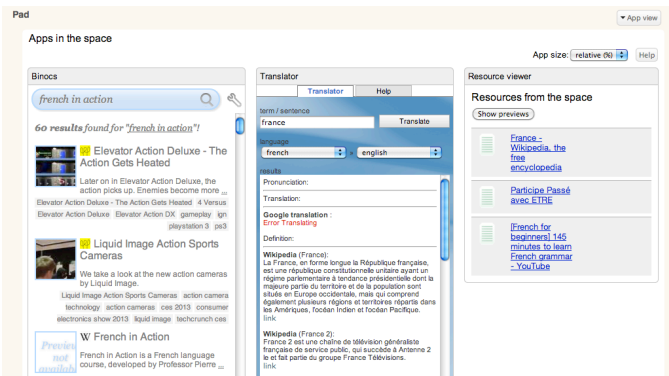 Pad
App view
Apps in the space
App size: relative (%) Help
Binocs
french in action
60 results found for "french in action"!
Elevator Action Deluxe - The
Action Gets Heated
Later on in Elevator Action Deluxe, the
action picks up. Enemies become more ...
Elevator Action Deluxe - The Action Gets Heated 4 Versus
Elevator Action Deluxe Elevator Action DX gameplay ign
playstation 3 ps3
Liquid Image Action Sports
Cameras
We take a look at the new action cameras
by Liquid Image.
Liquid Image Action Sports Cameras action camera
technology action cameras ces 2013 consumer
electronics show 2013 liquid image techcrunch ces
Preview
not
available
W French in Action
French in Action is a French language
course, developed by Professor Pierre ...
Translator
Translator Help
term / sentence
france Translate
language
french » english
results
Pronunciation:
Translation:
Google translation :
Error Translating
Definition:
Wikipedia (France):
La France, en forme longue la République française,
est une république constitutionnelle unitaire ayant un
régime parlementaire à tendance présidentielle dont la
majeure partie du territoire et de la population sont
situés en Europe occidentale, mais qui comprend
également plusieurs régions et territoires répartis dans
les Amériques, l'océan Indien et l'océan Pacifique.
link
Wikipedia (France 2):
France 2 est une chaîne de télévision généraliste
française de service public, qui succède à Antenne 2
le et fait partie du groupe France Télévisions.
link
Resource viewer
Resources from the space
Show previews
France -
Wikipedia, the
free
encyclopedia
Participe Passé
avec ETRE
[French for
beginners] 145
minutes to learn
French grammar
- YouTube